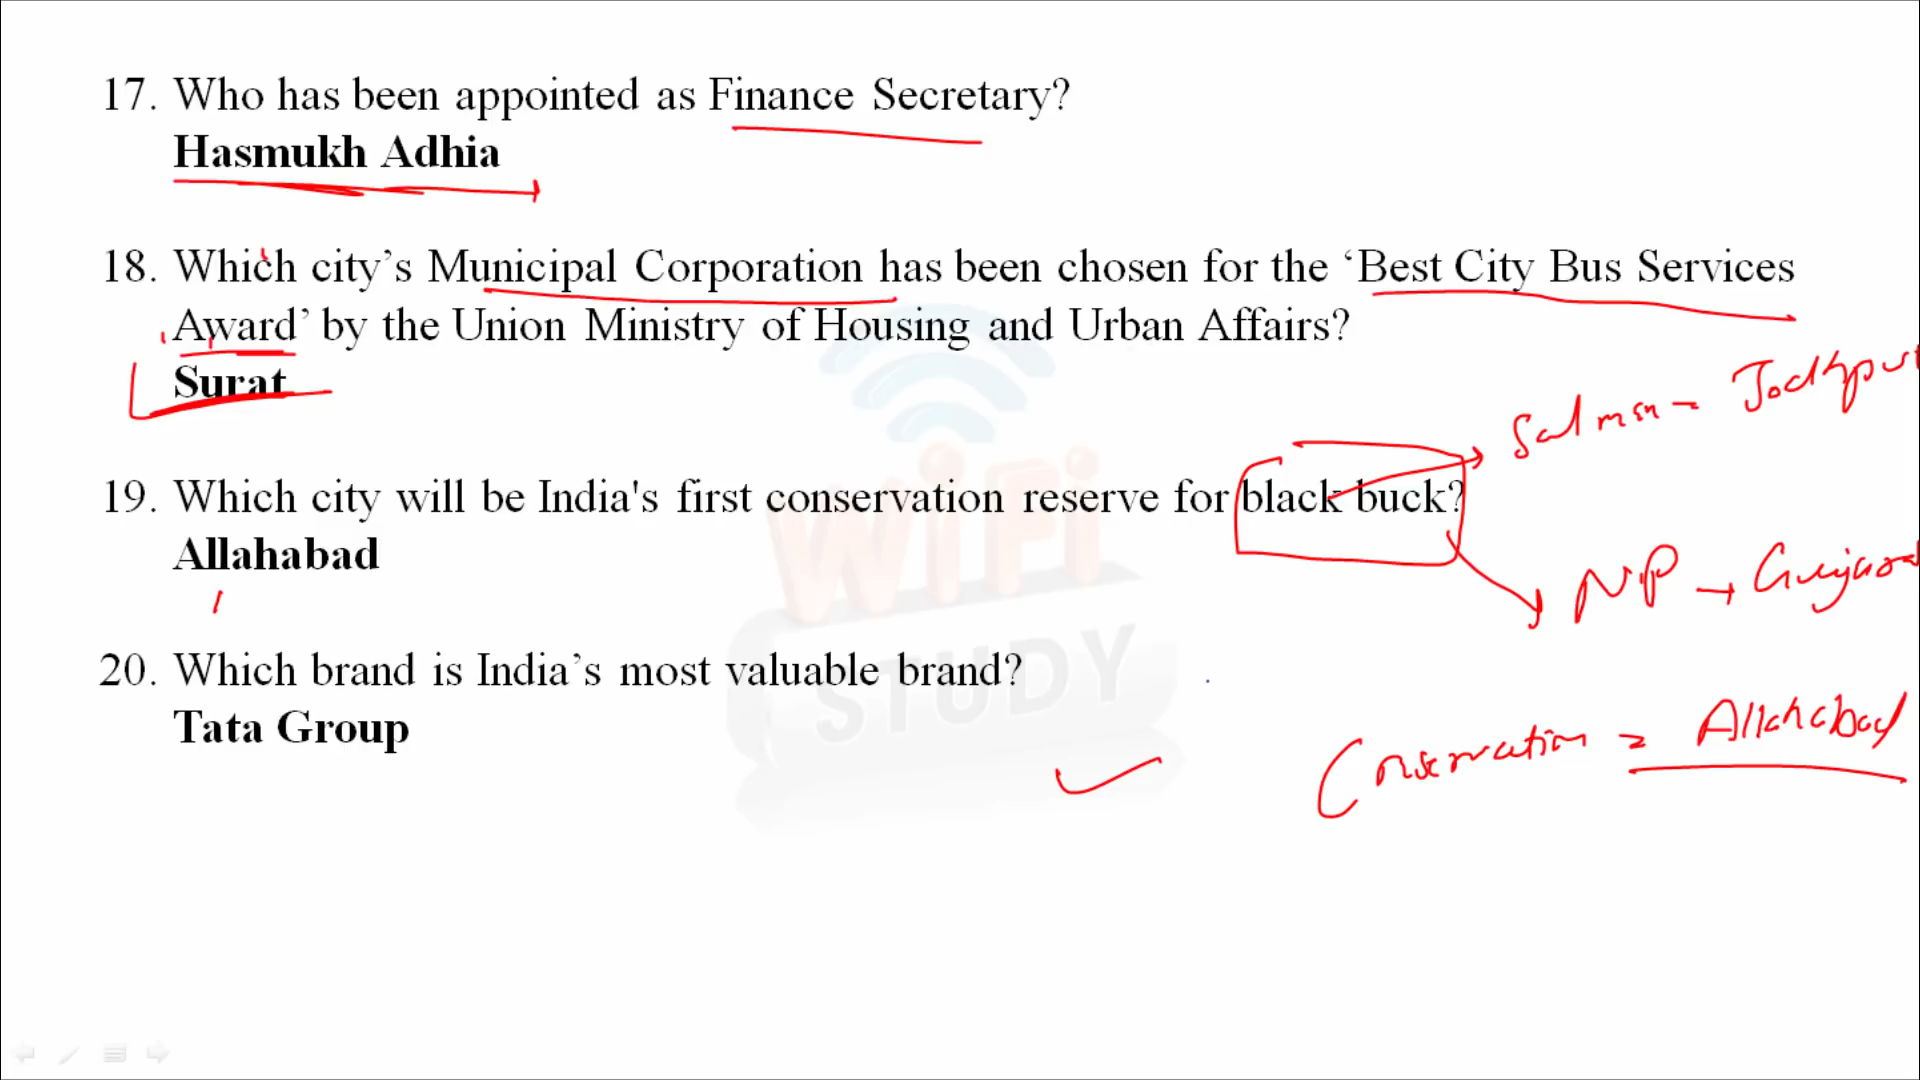 17. Who has been appointed as Finance Secretary?
Hasmukh Adhia
18. Which city’s Municipal Corporation has been chosen for the ‘Best City Bus Services
Award’ by the Union Ministry of Housing and Urban Affairs?
Surat
Salman - Jodhpur
19. Which city will be India's first conservation reserve for black buck?
Allahabad
NP → Gujarat
20. Which brand is India’s most valuable brand?
Tata Group
Conservation = Allahabad
WiFi
STUDY